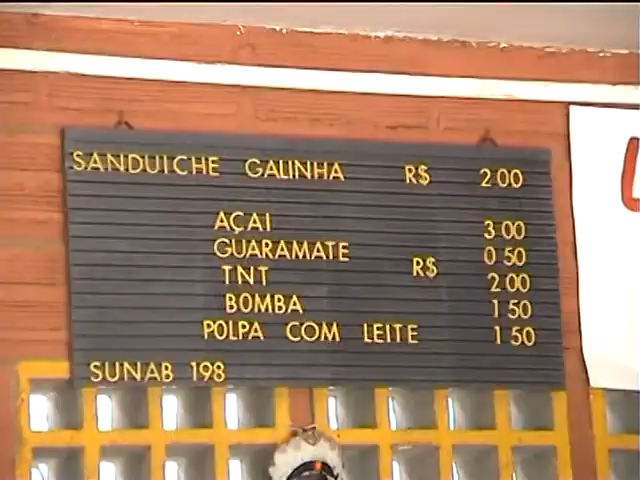 SANDUICHE GALINHA R$ 2 00
AÇAI 3 00
GUARAMATE 0 50
R$
TNT 2 00
BOMBA 1 50
POLPA COM LEITE 1 50
SUNAB 198